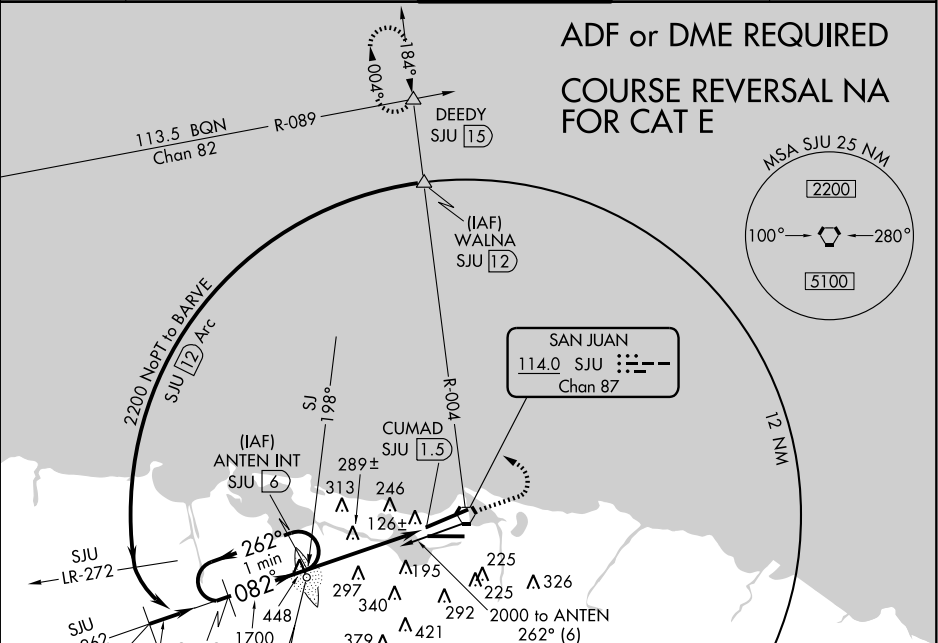 ADF or DME REQUIRED
COURSE REVERSAL NA
FOR CAT E
184°
004°
DEEDY
SJU 15
113.5 BQN
Chan 82
R-089
MSA SJU 25 NM
2200
100°
280°
5100
(IAF)
WALNA
SJU 12
2200 NoPT to BARVE
SJU 12 Arc
SAN JUAN
114.0 SJU
Chan 87
R-004
12 NM
SJ
198°
CUMAD
SJU 1.5
(IAF)
ANTEN INT
SJU 6
289±
313
246
126±
SJU
LR-272
262°
1 min
082°
448
1700
297
195
340
225
225
292
326
2000 to ANTEN
262° (6)
421
379
SJU